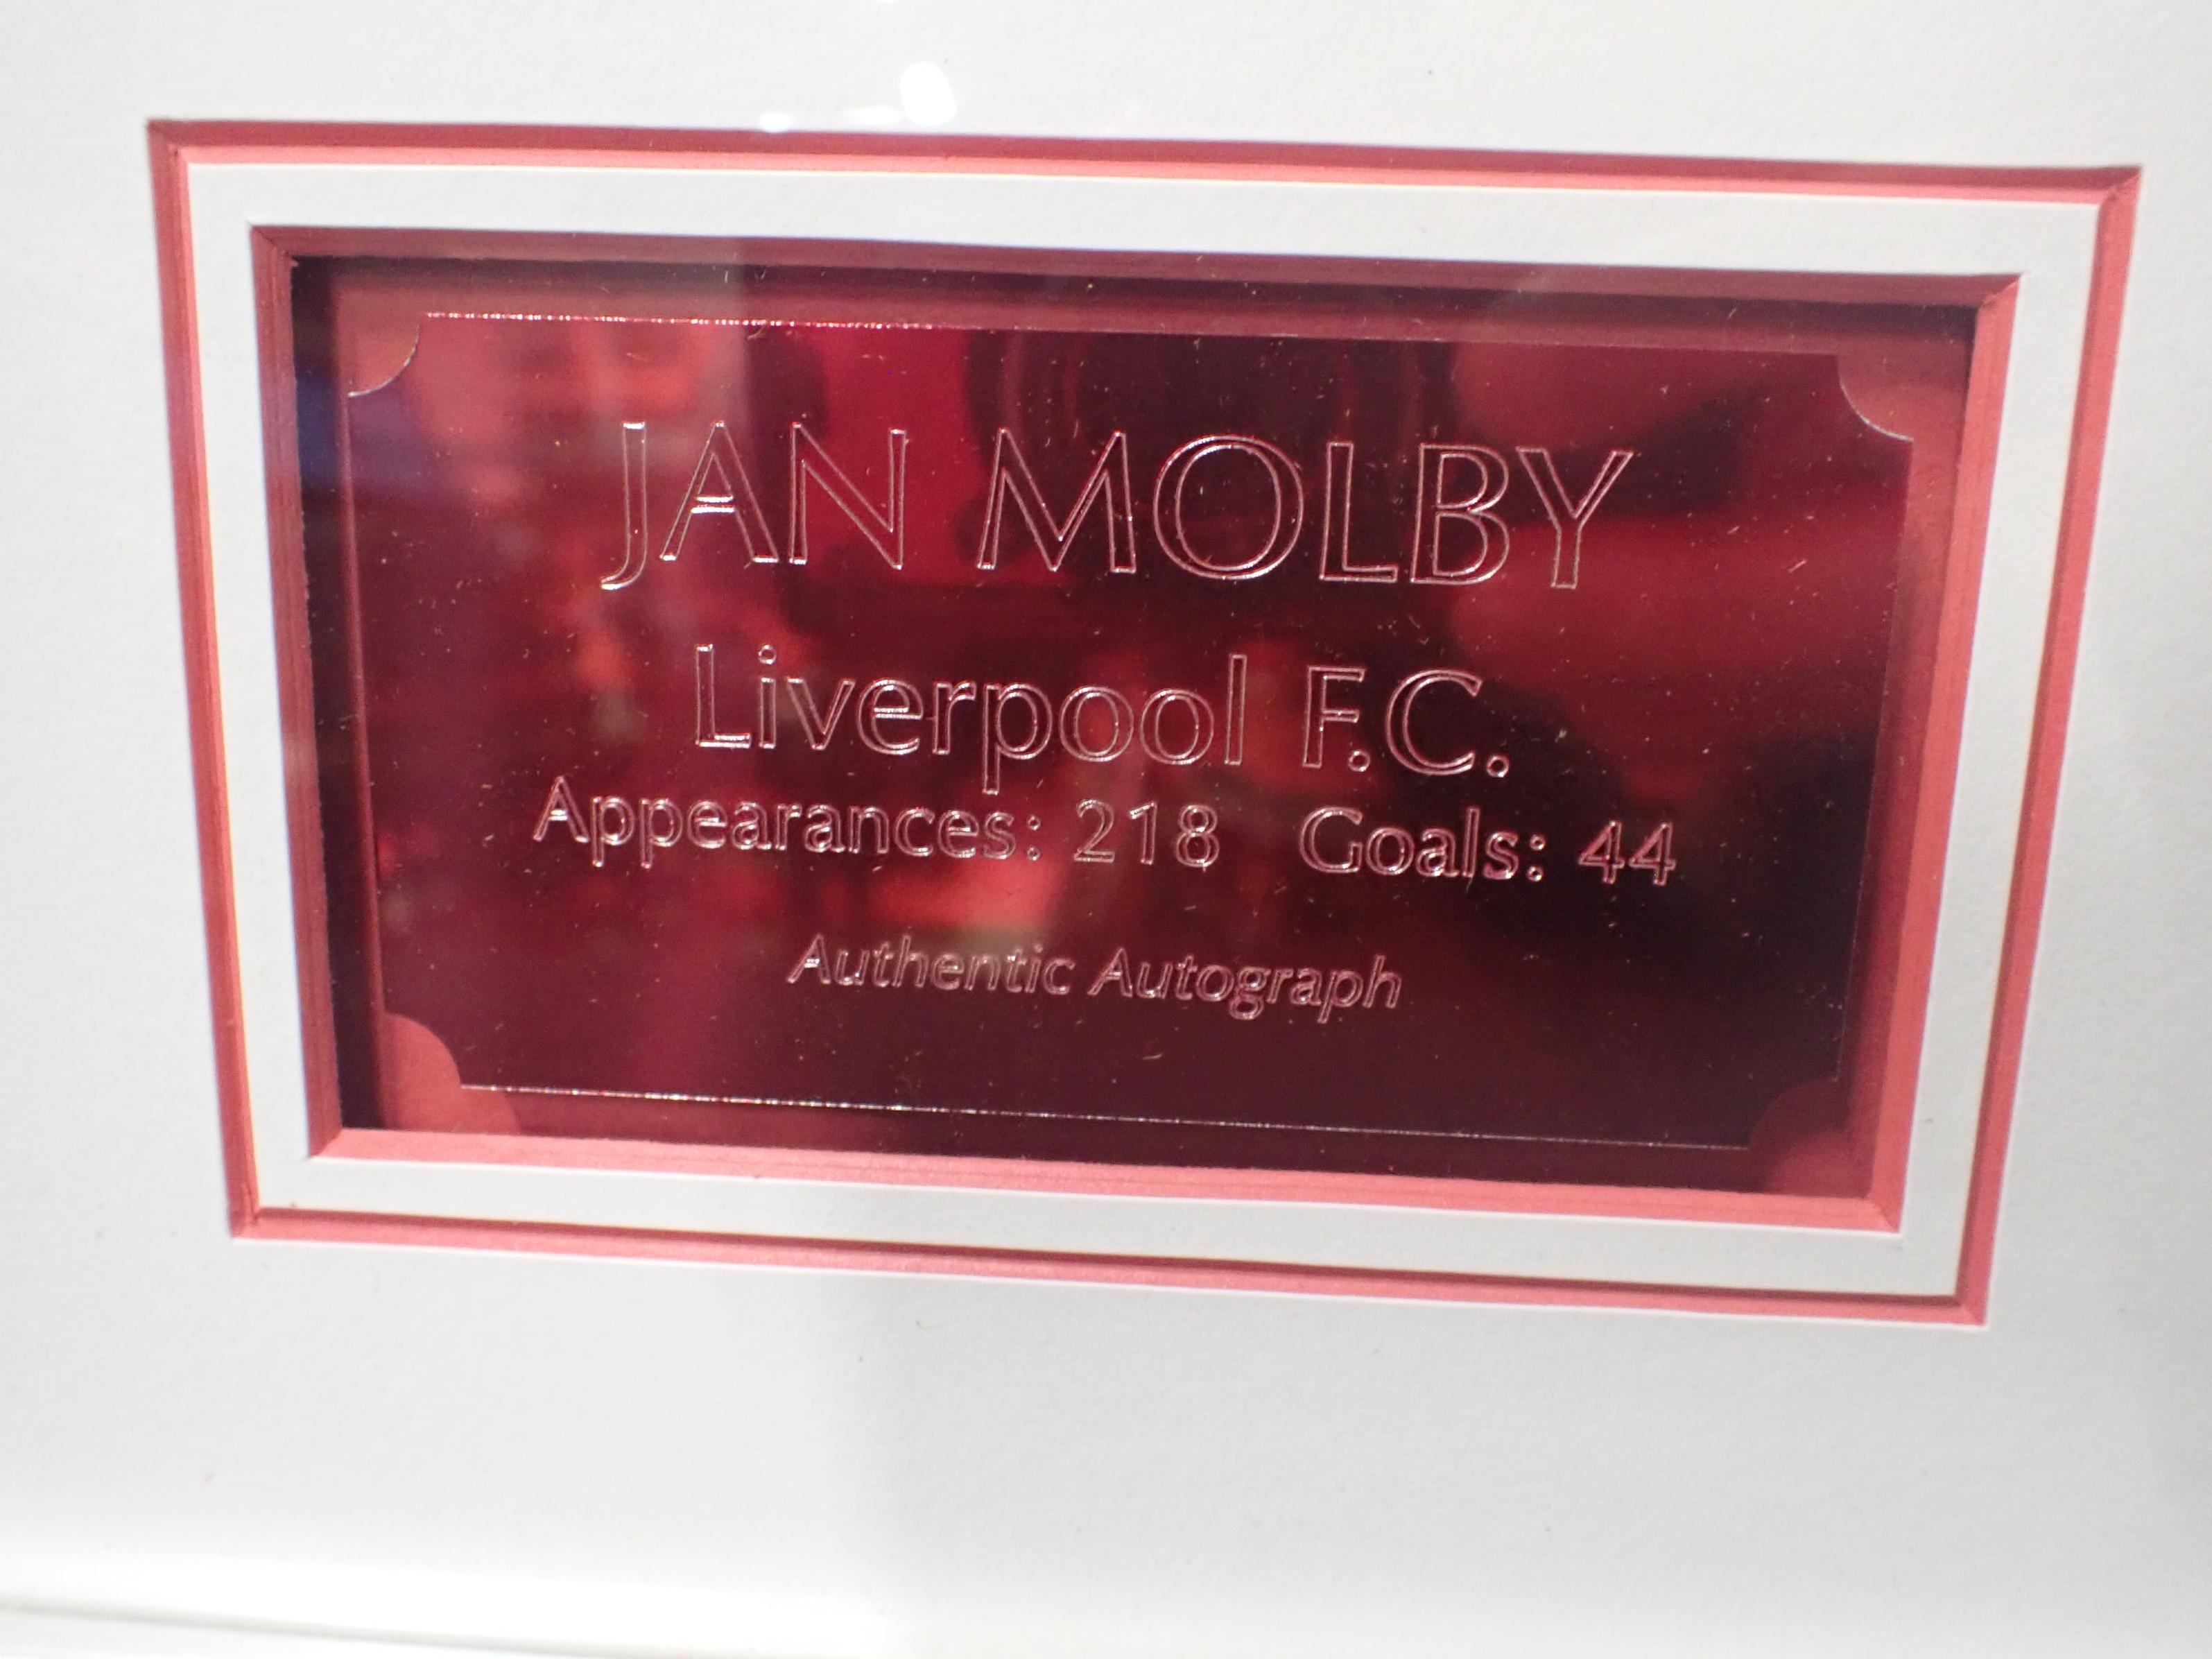 JAN MOLBY
Liverpool F.C.
Appearances: 218 Goals: 44
Authentic Autograph